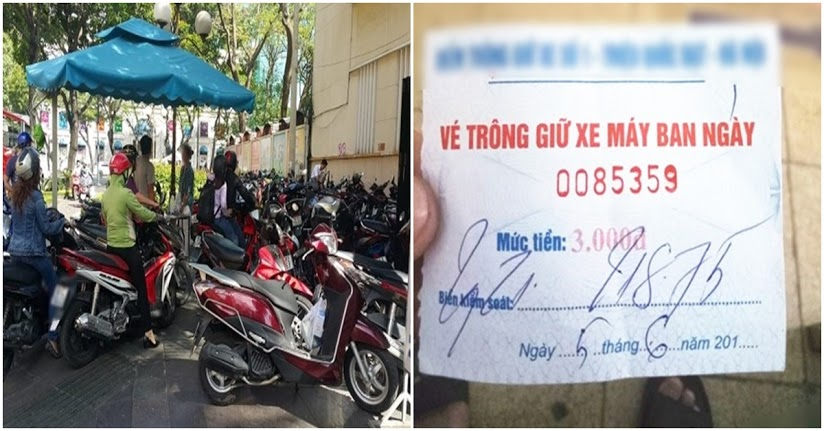 VÉ TRÔNG GIỮ XE MÁY BAN NGÀY
0085359
Mức tiền: 3.000đ
Biển kiểm soát:
Ngày 5 tháng 6 năm 201